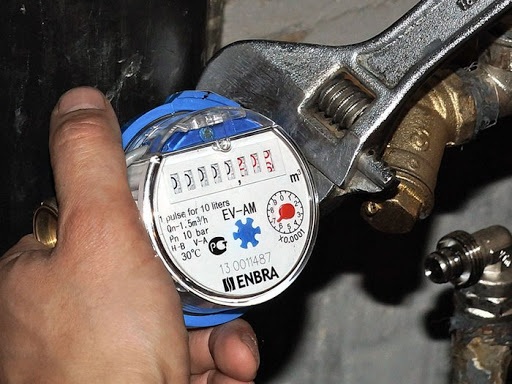 m³
1 pulse for 10 liters
Qn-1.5m³/h
Pn 10 bar
H-B V-A
30°C
EV-AM
X0.0001
13 0011487
ENBRA